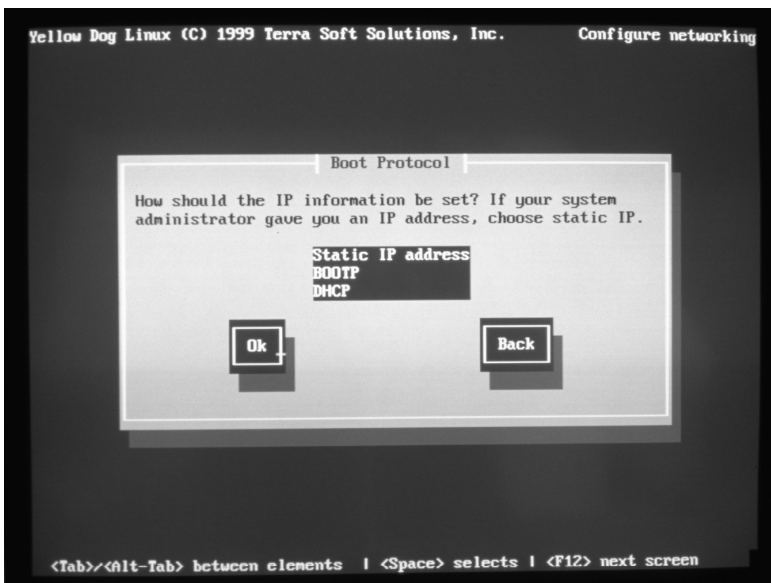 Yellow Dog Linux (C) 1999 Terra Soft Solutions, Inc. Configure networking
Boot Protocol
How should the IP information be set? If your system
administrator gave you an IP address, choose static IP.
Static IP address
BOOTP
DHCP
Ok Back
<Tab>/<Alt-Tab> between elements | <Space> selects | <F12> next screen